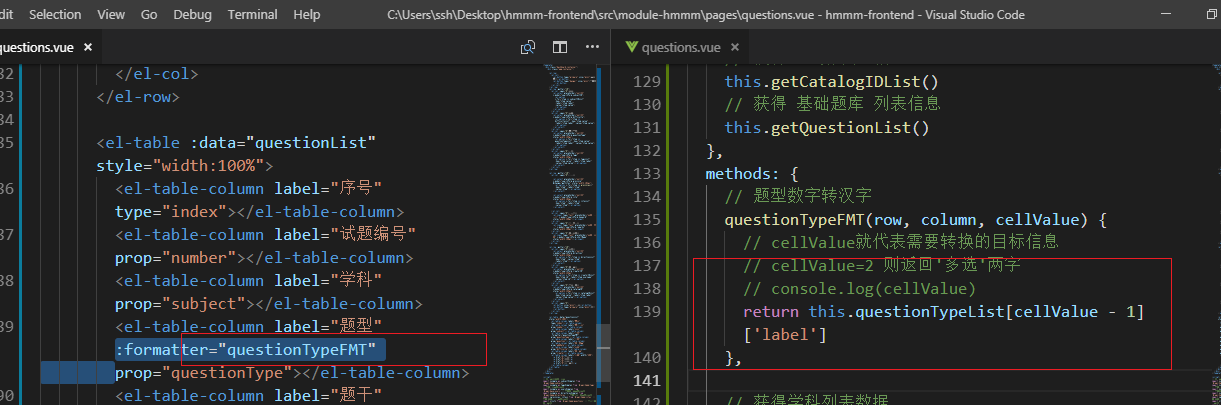 dit Selection View Go Debug Terminal Help C:\Users\ssh\Desktop\hmmm-frontend\src\module-hmmm\pages\questions.vue - hmmm-frontend - Visual Studio Code
questions.vue ×
32 </el-col>
33 </el-row>
35 <el-table :data="questionList"
style="width:100%">
36 <el-table-column label="序号"
type="index"></el-table-column>
37 <el-table-column label="试题编号"
prop="number"></el-table-column>
38 <el-table-column label="学科"
prop="subject"></el-table-column>
39 <el-table-column label="题型"
:formatter="questionTypeFMT"
prop="questionType"></el-table-column>
90 <el-table-column label="题干"
questions.vue ×
129 this.getCatalogIDList()
130 // 获得 基础题库 列表信息
131 this.getQuestionList()
132 },
133 methods: {
134 // 题型数字转汉字
135 questionTypeFMT(row, column, cellValue) {
136 // cellValue就代表需要转换的目标信息
137 // cellValue=2 则返回'多选'两字
138 // console.log(cellValue)
139 return this.questionTypeList[cellValue - 1]
['label']
140 },
141
142 // 获得学科列表数据